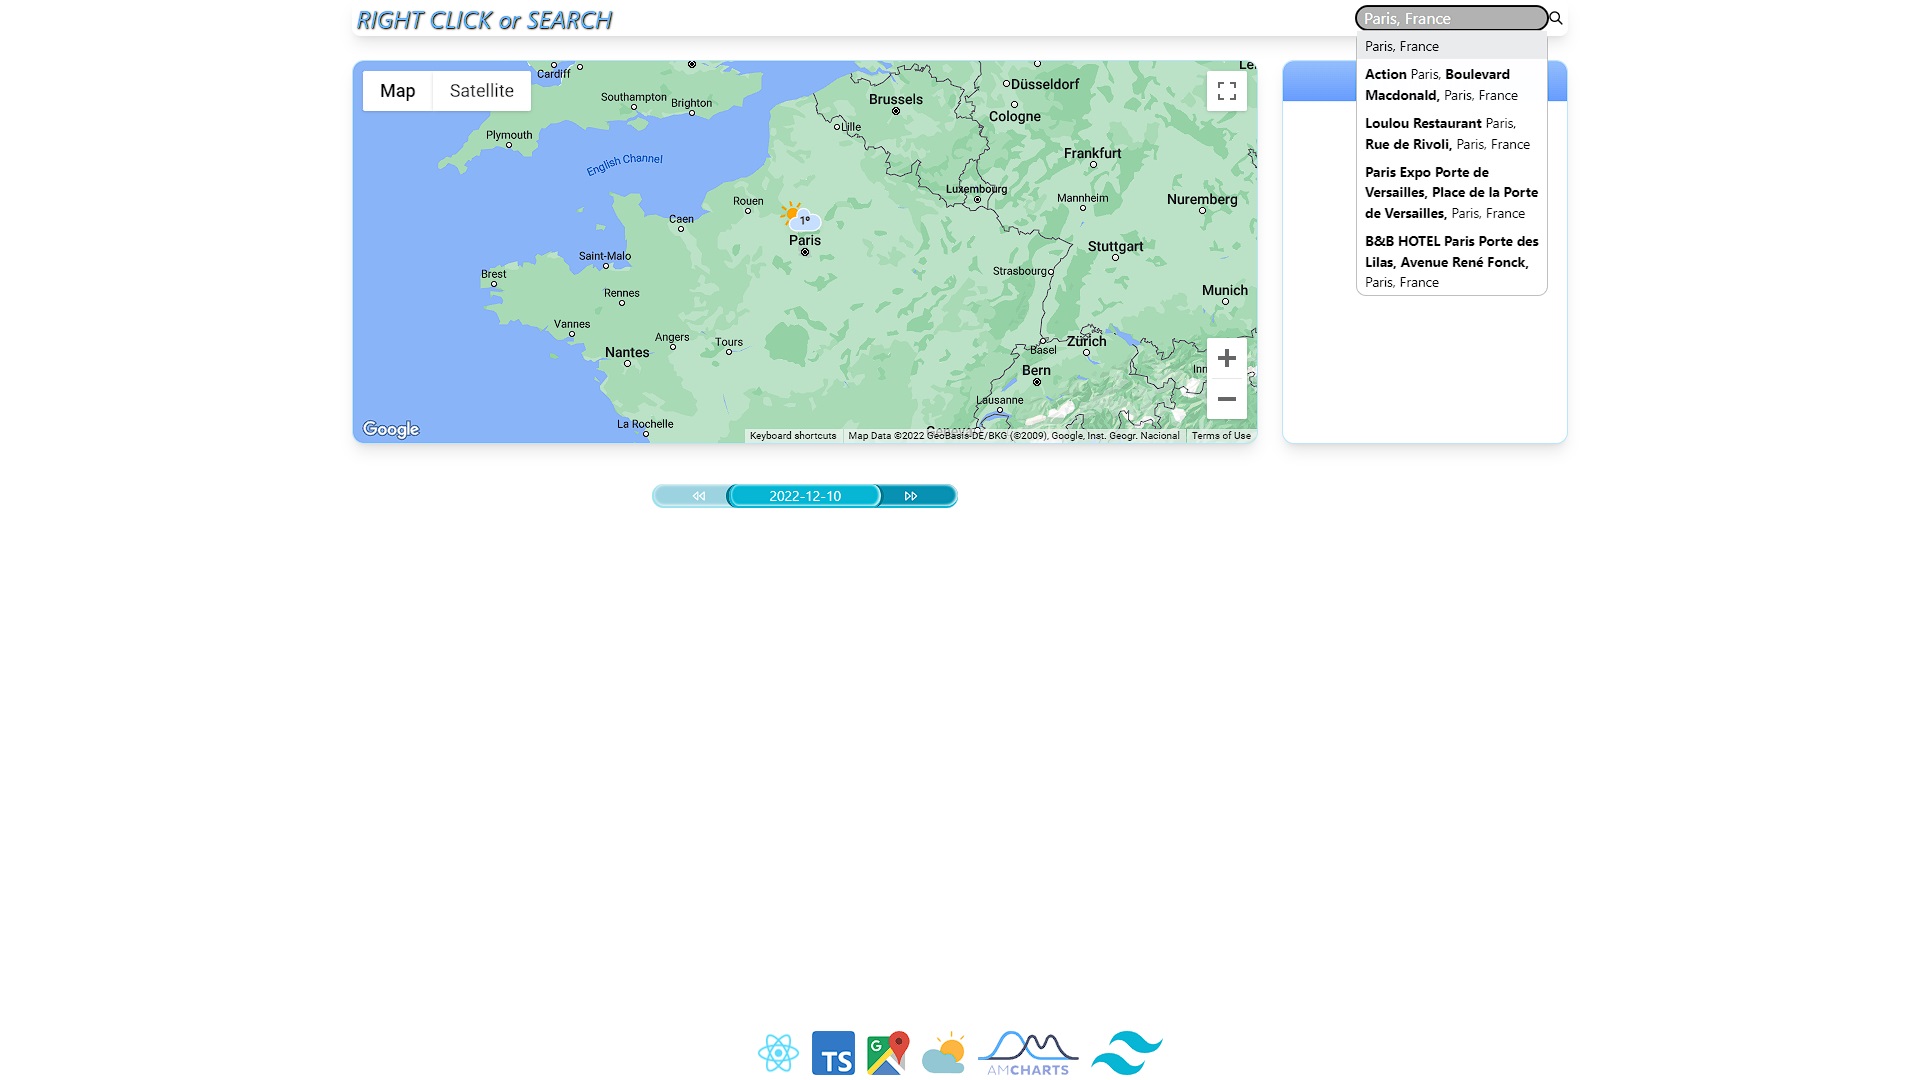 RIGHT CLICK or SEARCH
Paris, France
Paris, France
Action Paris, Boulevard
Macdonald, Paris, France
Loulou Restaurant Paris,
Rue de Rivoli, Paris, France
Paris Expo Porte de
Versailles, Place de la Porte
de Versailles, Paris, France
B&B HOTEL Paris Porte des
Lilas, Avenue René Fonck,
Paris, France
Map
Satellite
Cardiff
Southampton
Brighton
Plymouth
English Channel
Brussels
Lille
Düsseldorf
Cologne
Frankfurt
Luxembourg
Mannheim
Nuremberg
Rouen
Caen
1°
Paris
Saint-Malo
Stuttgart
Strasbourg
Brest
Rennes
Munich
Vannes
Angers
Tours
Nantes
Basel
Zürich
Bern
Lausanne
La Rochelle
Geneva
Google
Keyboard shortcuts
Map Data ©2022 GeoBasis-DE/BKG (©2009), Google, Inst. Geogr. Nacional
Terms of Use
2022-12-10
TS
G
AMCHARTS